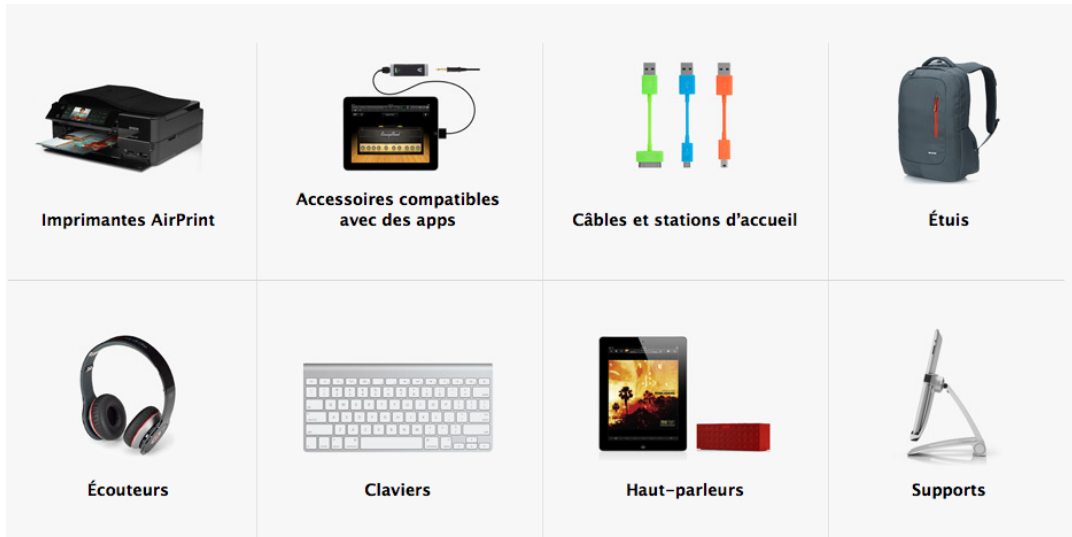 Imprimantes AirPrint
Accessoires compatibles
avec des apps
Câbles et stations d’accueil
Étuis
Écouteurs
Claviers
Haut-parleurs
Supports